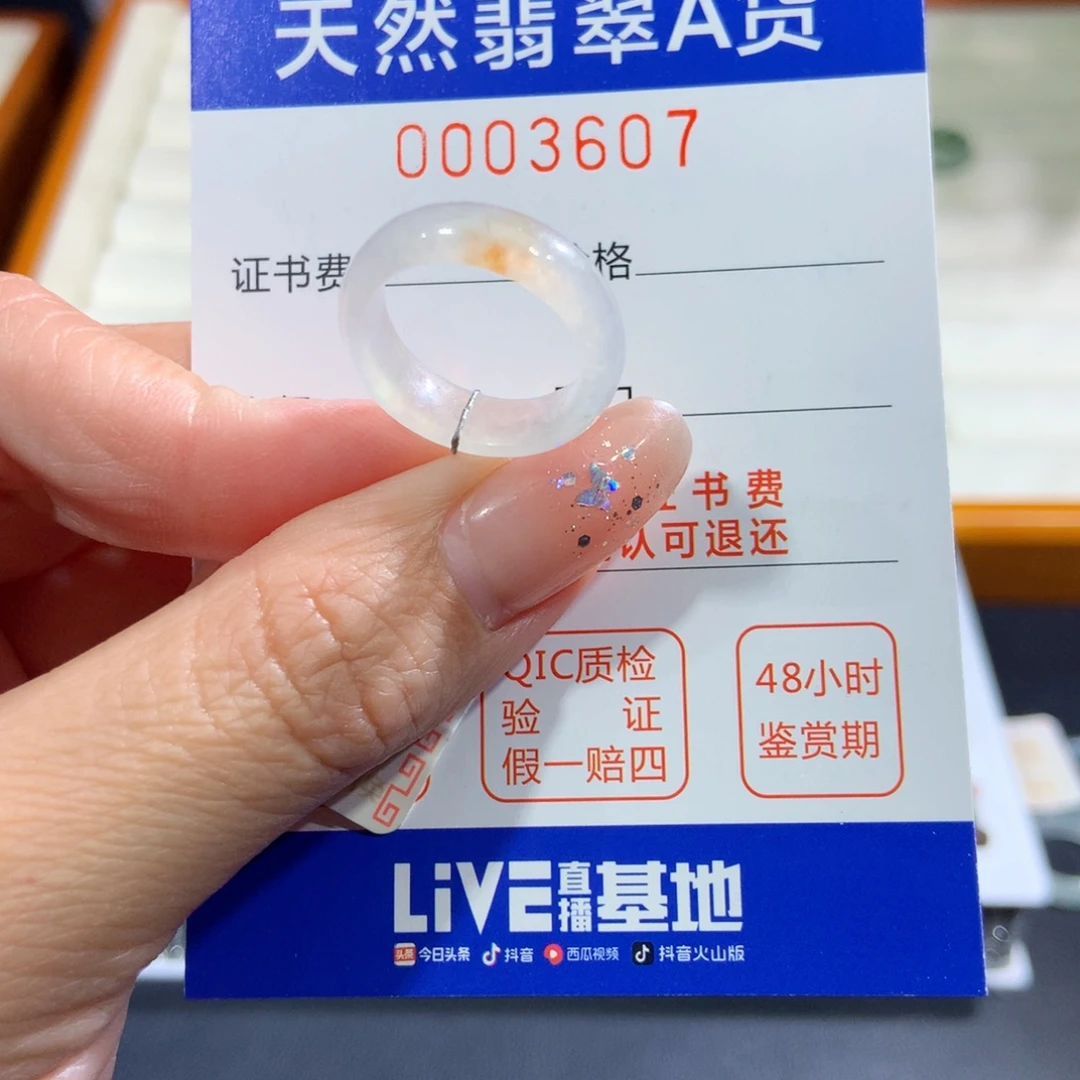 天然翡翠A货
0003607
证书费
格
书费
认可退还
QIC质检
验 证
假一赔四
48小时
鉴赏期
LiVE直播基地
头条 今日头条 抖音 西瓜视频 抖音火山版